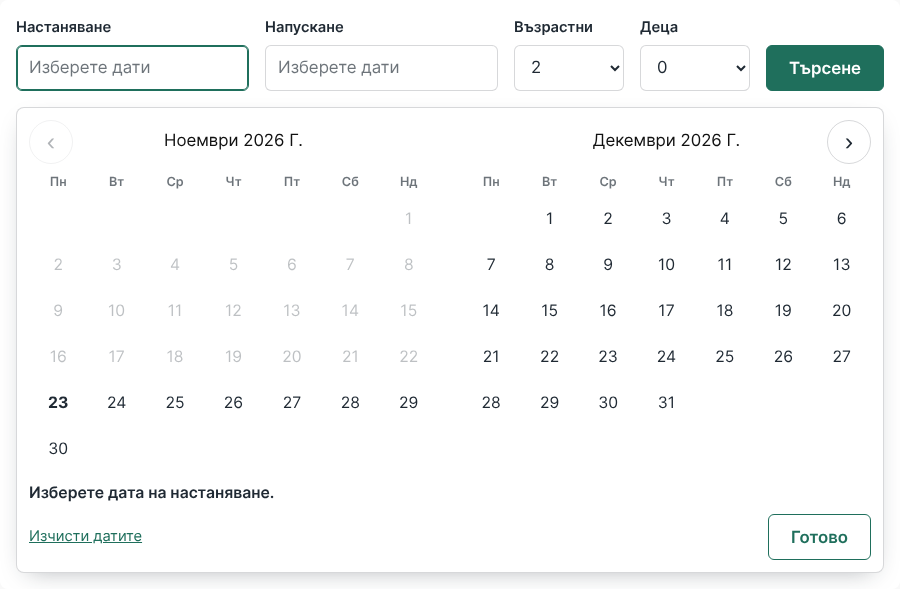 Настаняване Напускане Възрастни Деца
Изберете дати Изберете дати 2 0 Търсене
Ноември 2026 Г. Декември 2026 Г.
Пн Вт Ср Чт Пт Сб Нд Пн Вт Ср Чт Пт Сб Нд
1 1 2 3 4 5 6
2 3 4 5 6 7 8 7 8 9 10 11 12 13
9 10 11 12 13 14 15 14 15 16 17 18 19 20
16 17 18 19 20 21 22 21 22 23 24 25 26 27
23 24 25 26 27 28 29 28 29 30 31
30
Изберете дата на настаняване.
Изчисти датите Готово